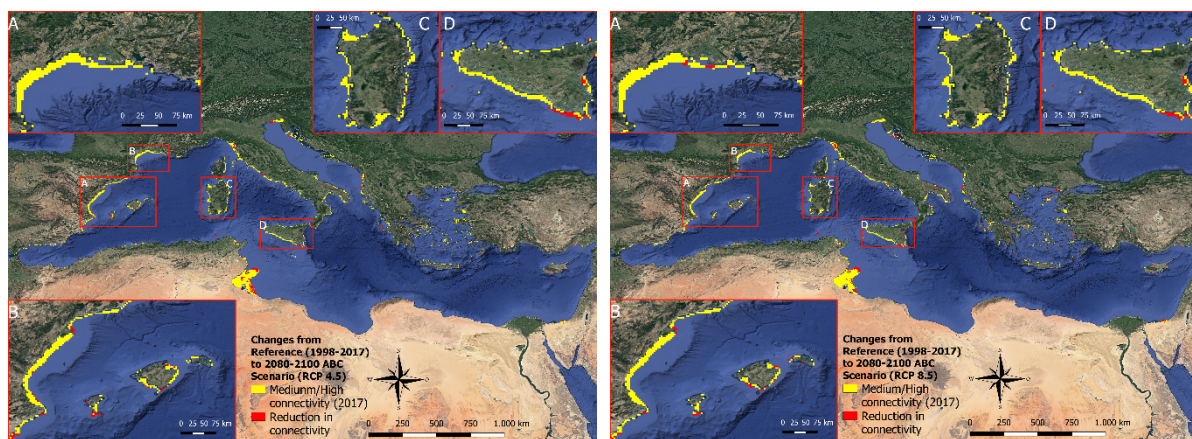 A
0 25 50 km
C
D
0 25 50 75 km
0 25 50 75 km
B
A
C
D
B
Changes from
Reference (1998-2017)
to 2080-2100 ABC
Scenario (RCP 4.5)
Mediunm/High
connectivity (2017)
Reduction in
connectivity
0 25 50 75 km
N
W
S
0 250 500 750 1.000 km
A
0 25 50 km
C
D
0 25 50 75 km
0 25 50 75 km
B
A
C
D
B
Changes from
Reference (1998-2017)
to 2080-2100 ABC
Scenario (RCP 8.5)
Medium/High
connectivity (2017)
Reduction in
connectivity
0 25 50 75 km
N
W
S
0 250 500 750 1.000 km